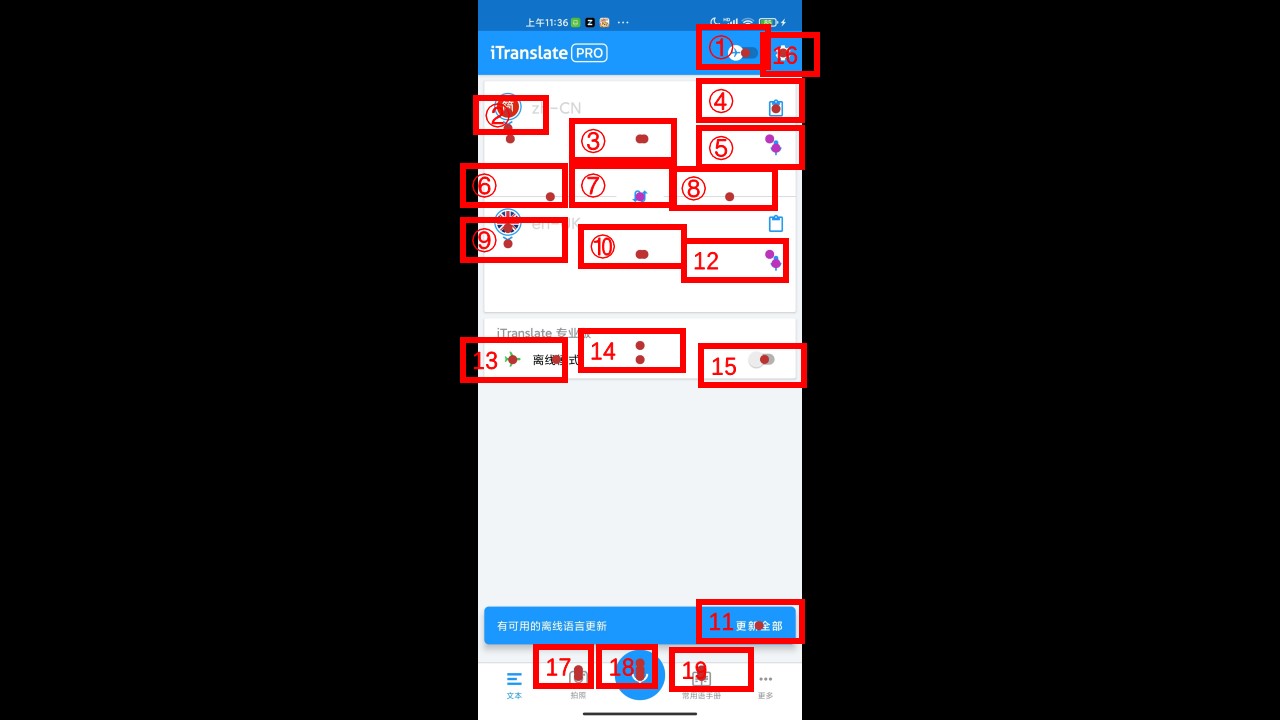 上午11:36 Z ...
iTranslate PRO
① 16
② zh-CN ④
③ ⑤
⑥ ⑦ ⑧
⑨ en-UK
⑩ 12
iTranslate 专业版
13 离线模式 14 15
有可用的离线语言更新 11 更新全部
17 18 19
文本 拍照 常用语手册 更多